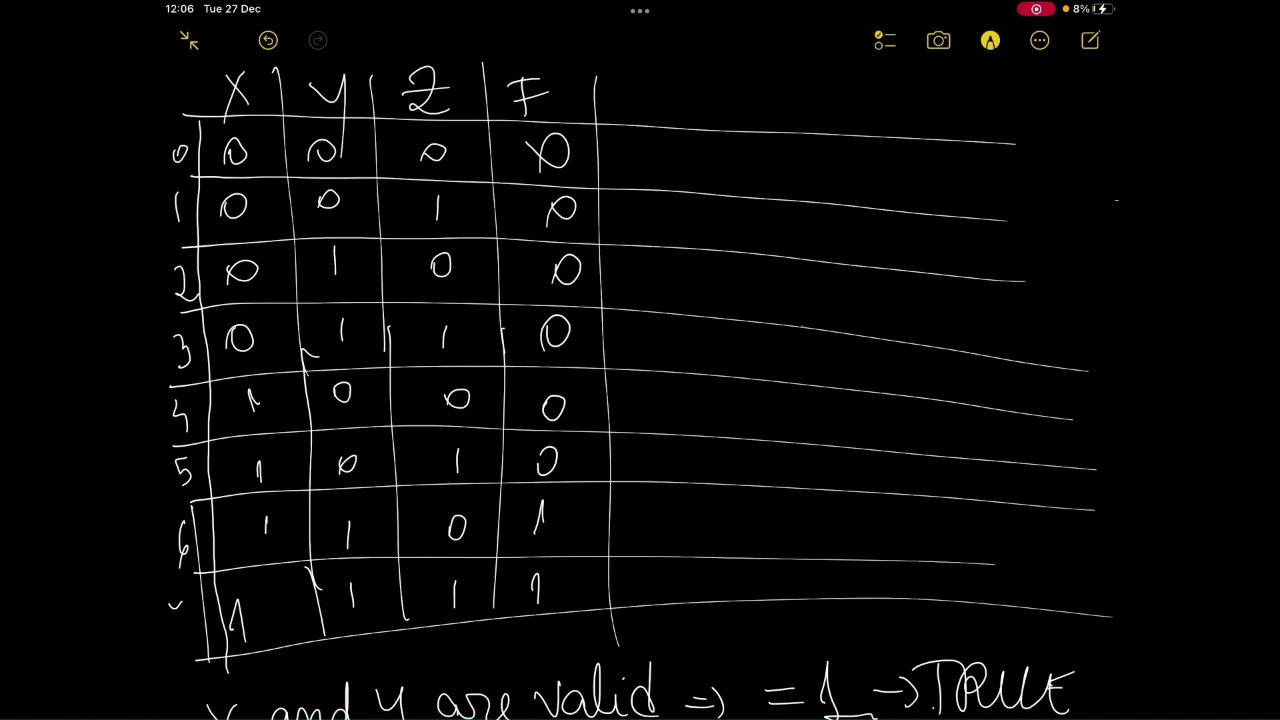 12:06 Tue 27 Dec 8%
X Y Z F
0 0 0 0 0
1 0 0 1 0
2 0 1 0 0
3 0 1 1 0
4 1 0 0 0
5 1 0 1 0
6 1 1 0 1
1 1 1 1
X and Y are valid => = 1 → TRUE